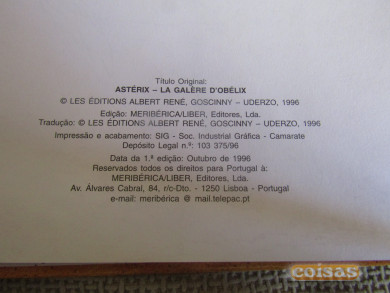 Título Original:
ASTÉRIX – LA GALÈRE D'OBÉLIX
© LES ÉDITIONS ALBERT RENÉ, GOSCINNY – UDERZO, 1996
Edição: MERIBÉRICA/LIBER, Editores, Lda.
Tradução: © LES ÉDITIONS ALBERT RENÉ, GOSCINNY – UDERZO, 1996
Impressão e acabamento: SIG - Soc. Industrial Gráfica - Camarate
Depósito Legal n.º: 103 375/96
Data da 1.ª edição: Outubro de 1996
Reservados todos os direitos para Portugal à:
MERIBÉRICA/LIBER, Editores, Lda.
Av. Álvares Cabral, 84, r/c-Dto. - 1250 Lisboa - Portugal
e-mail: meribérica @ mail.telepac.pt
coisas